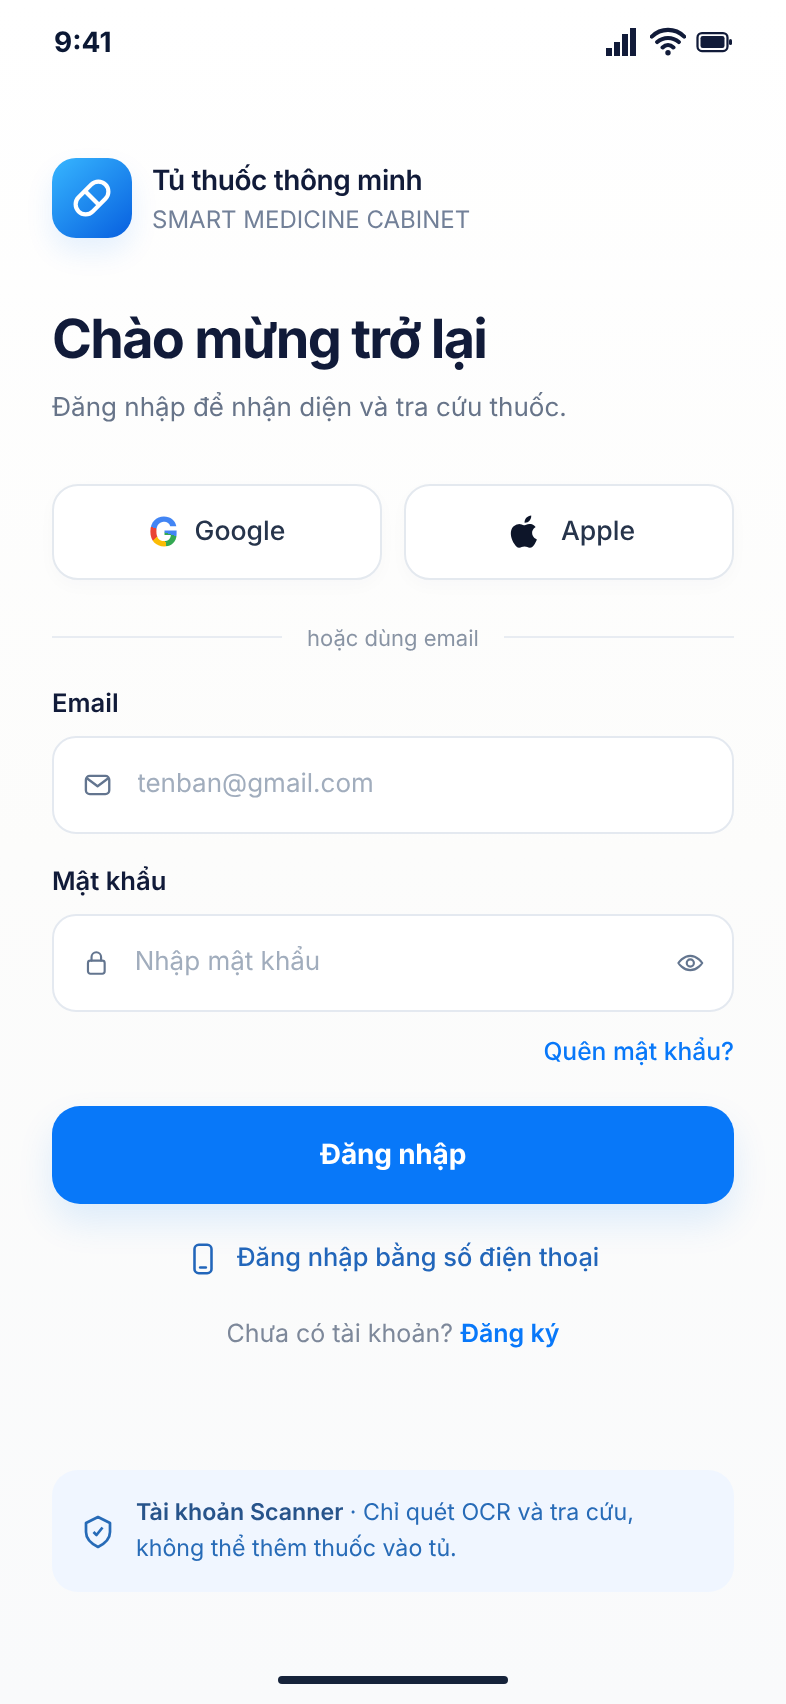 9:41
Tủ thuốc thông minh
SMART MEDICINE CABINET
Chào mừng trở lại
Đăng nhập để nhận diện và tra cứu thuốc.
Google
Apple
hoặc dùng email
Email
tenban@gmail.com
Mật khẩu
Nhập mật khẩu
Quên mật khẩu?
Đăng nhập
Đăng nhập bằng số điện thoại
Chưa có tài khoản? Đăng ký
Tài khoản Scanner · Chỉ quét OCR và tra cứu,
không thể thêm thuốc vào tủ.